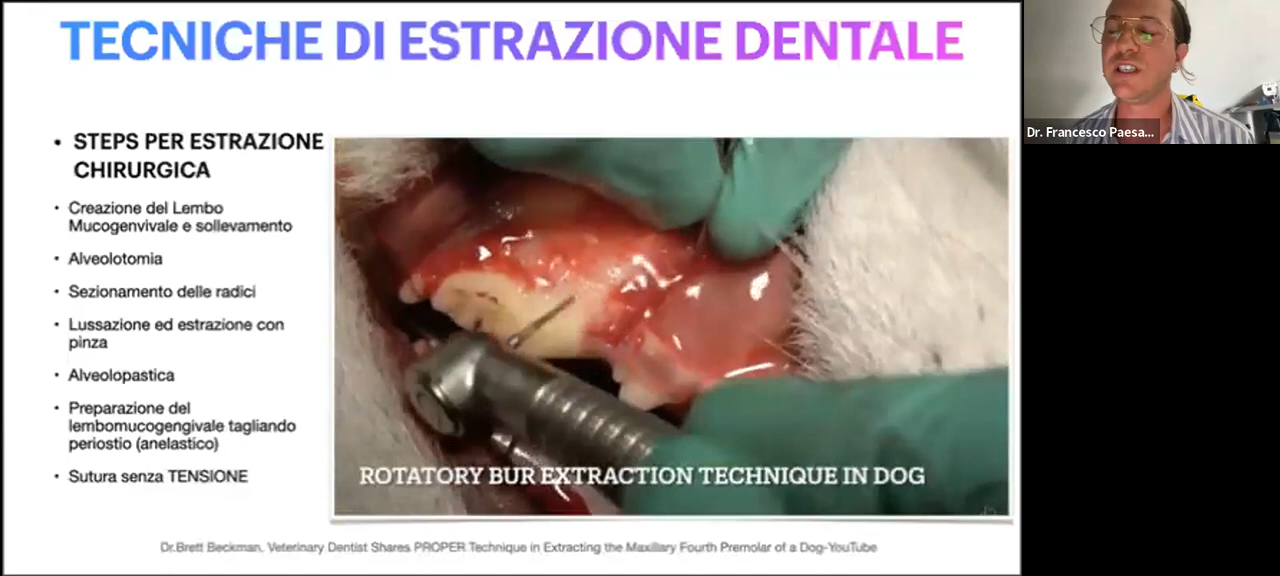 TECNICHE DI ESTRAZIONE DENTALE
• STEPS PER ESTRAZIONE
CHIRURGICA
• Creazione del Lembo
Mucogenvivale e sollevamento
• Alveolotomia
• Sezionamento delle radici
• Lussazione ed estrazione con
pinza
• Alveolopastica
• Preparazione del
lembomucogengivale tagliando
periostio (anelastico)
• Sutura senza TENSIONE
ROTATORY BUR EXTRACTION TECHNIQUE IN DOG
Dr.Brett Beckman, Veterinary Dentist Shares PROPER Technique in Extracting the Maxillary Fourth Premolar of a Dog-YouTube
Dr. Francesco Paesa...